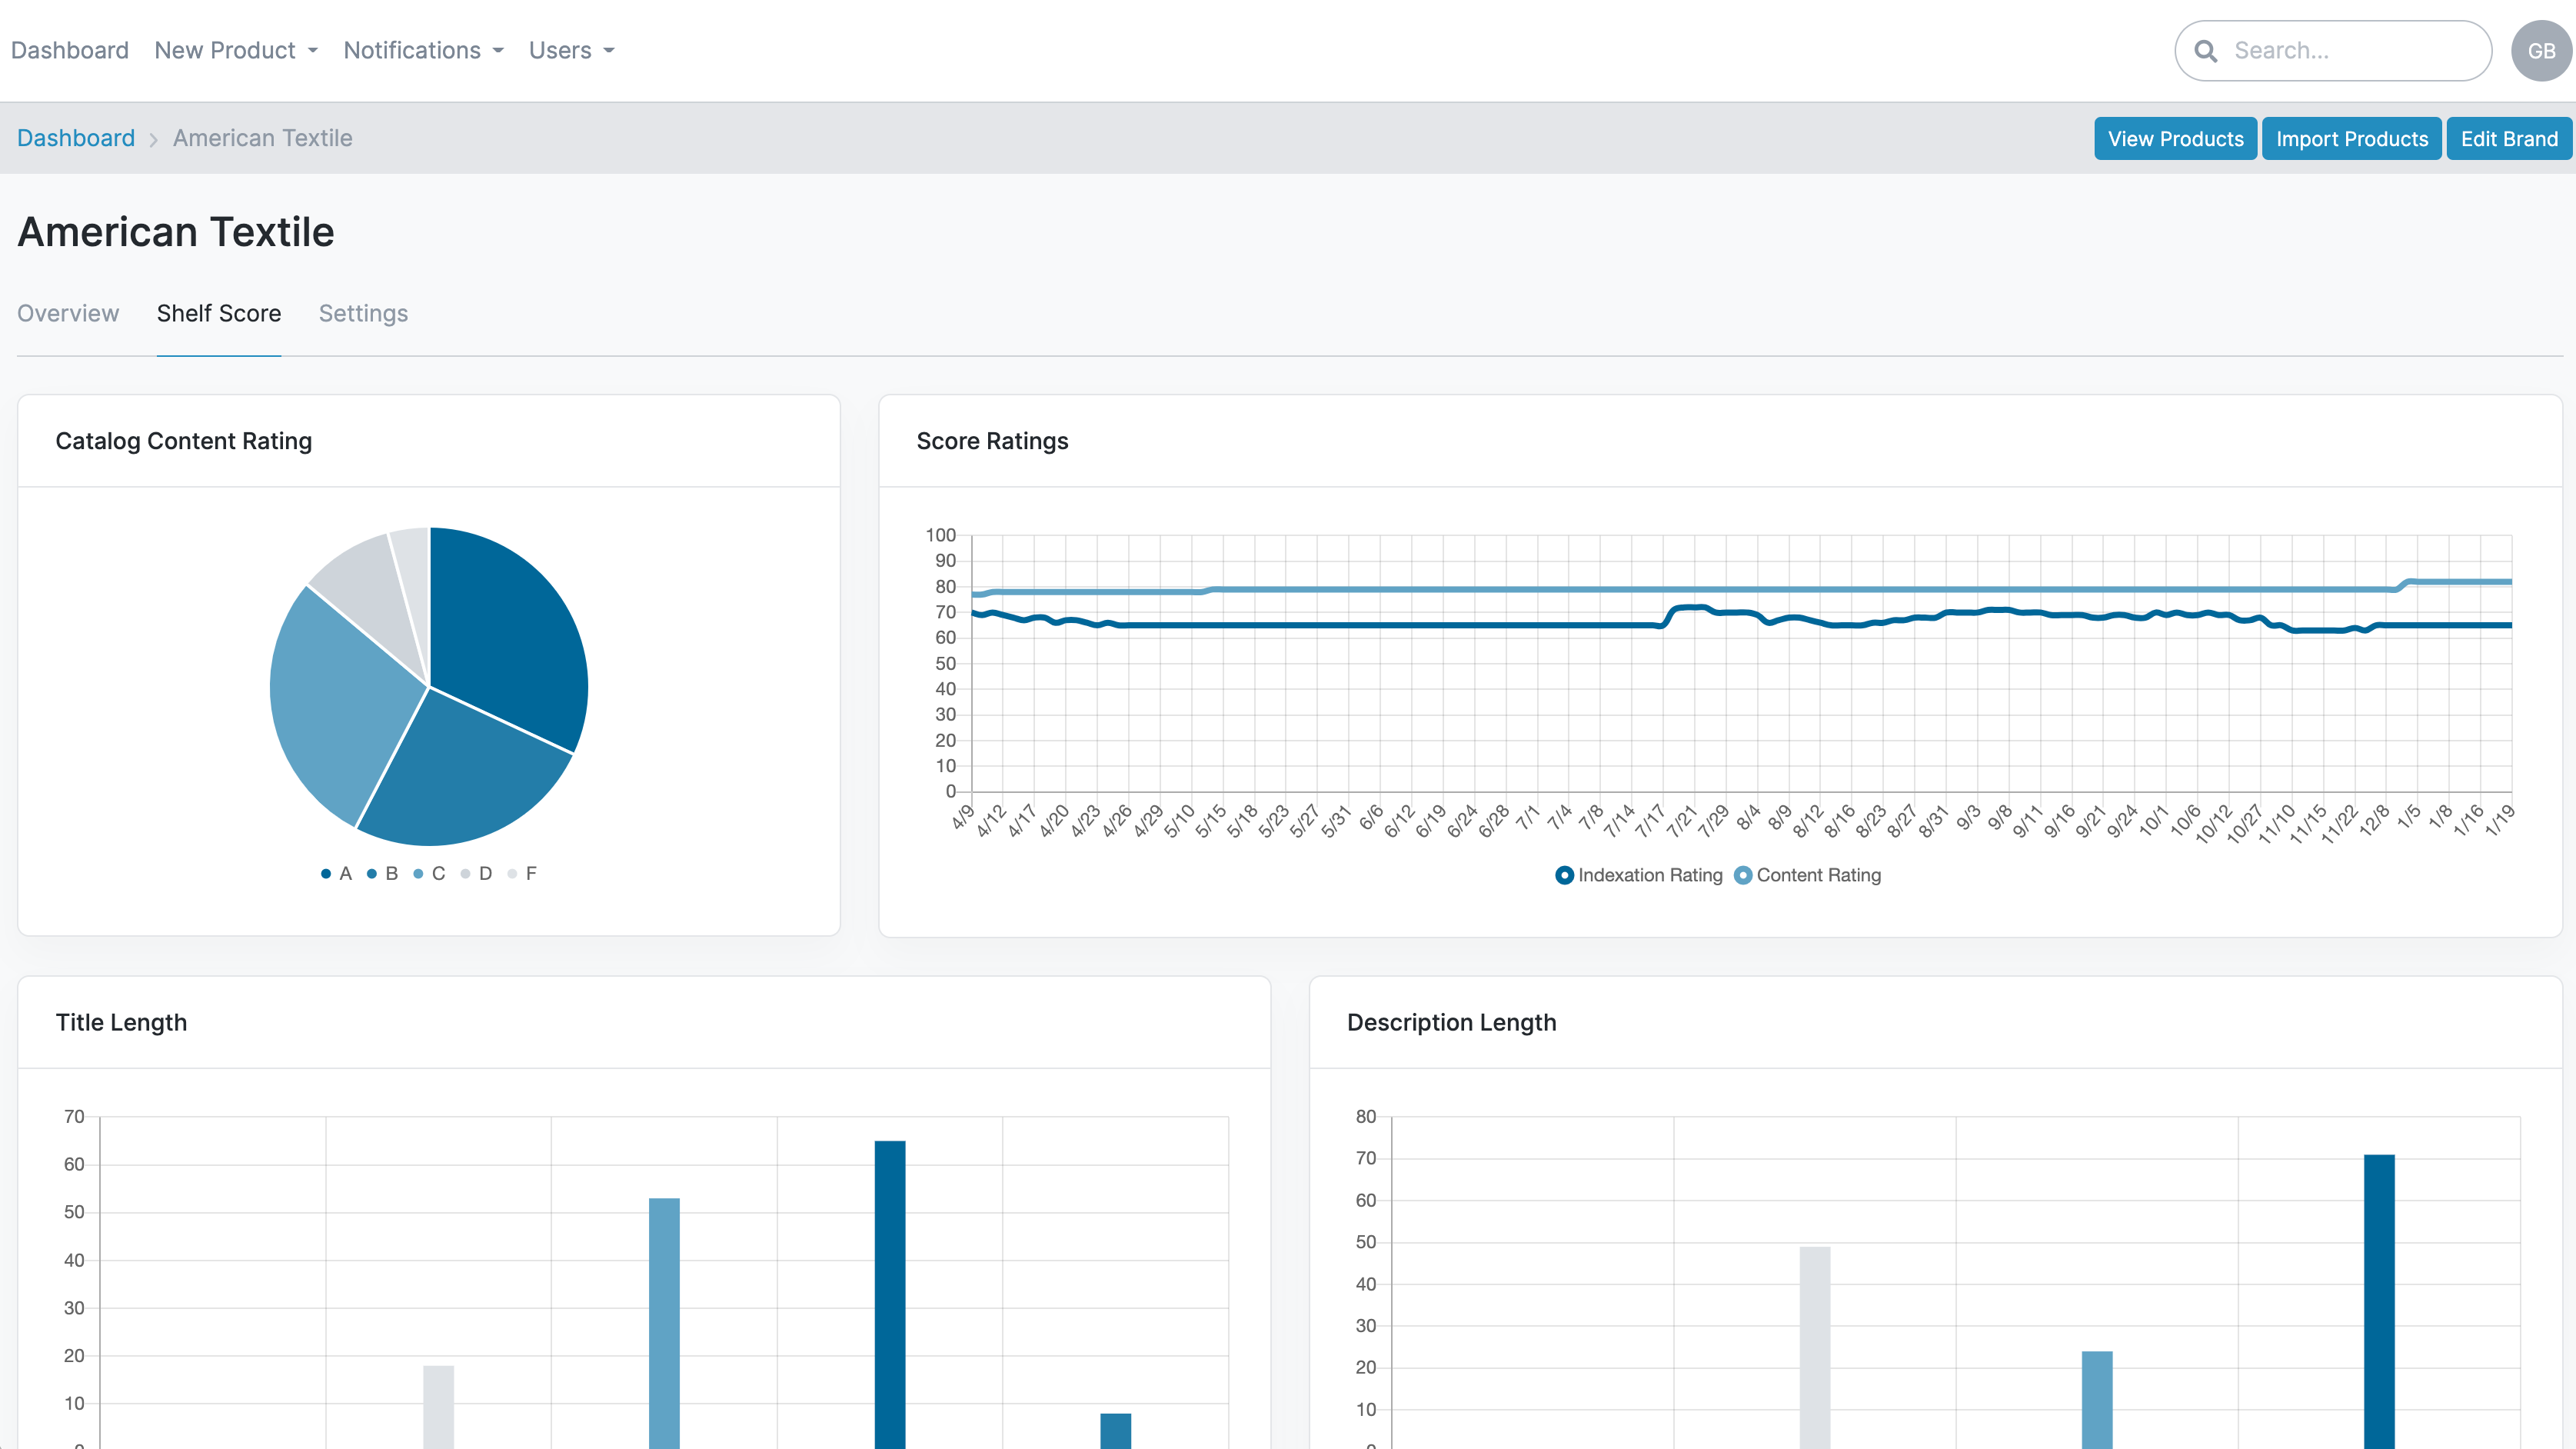 Dashboard New Product Notifications Users Search... GB
Dashboard American Textile View Products Import Products Edit Brand
American Textile
Overview Shelf Score Settings
Catalog Content Rating
A B C D F
Score Ratings
100
90
80
70
60
50
40
30
20
10
0
4/9 4/12 4/17 4/20 4/23 4/26 4/29 5/10 5/15 5/18 5/23 5/27 5/31 6/6 6/12 6/19 6/24 6/28 7/1 7/4 7/8 7/14 7/17 7/21 7/29 8/4 8/9 8/12 8/16 8/23 8/27 8/31 9/3 9/8 9/11 9/16 9/21 9/24 10/1 10/6 10/12 10/27 11/10 11/15 11/22 12/8 1/5 1/8 1/16 1/19
Indexation Rating Content Rating
Title Length
70
60
50
40
30
20
10
0
Description Length
80
70
60
50
40
30
20
10
0